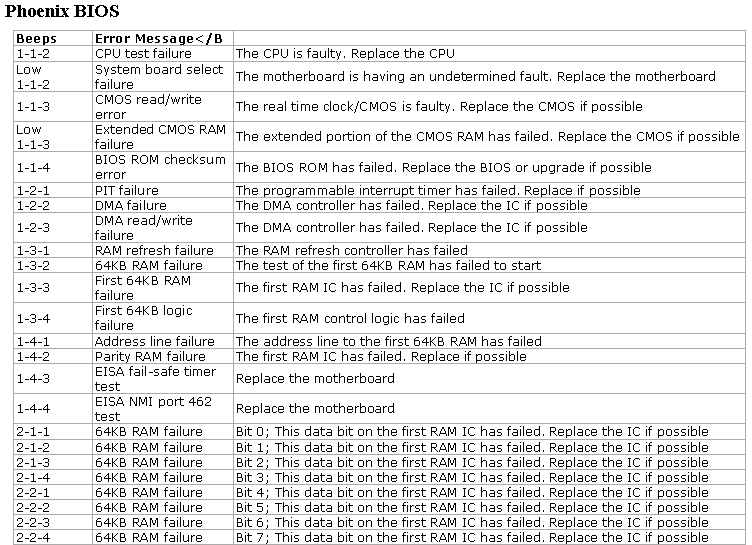 Phoenix BIOS
Beeps Error Message</B
1-1-2 CPU test failure The CPU is faulty. Replace the CPU
Low 1-1-2 System board select failure The motherboard is having an undetermined fault. Replace the motherboard
1-1-3 CMOS read/write error The real time clock/CMOS is faulty. Replace the CMOS if possible
Low 1-1-3 Extended CMOS RAM failure The extended portion of the CMOS RAM has failed. Replace the CMOS if possible
1-1-4 BIOS ROM checksum error The BIOS ROM has failed. Replace the BIOS or upgrade if possible
1-2-1 PIT failure The programmable interrupt timer has failed. Replace if possible
1-2-2 DMA failure The DMA controller has failed. Replace the IC if possible
1-2-3 DMA read/write failure The DMA controller has failed. Replace the IC if possible
1-3-1 RAM refresh failure The RAM refresh controller has failed
1-3-2 64KB RAM failure The test of the first 64KB RAM has failed to start
1-3-3 First 64KB RAM failure The first RAM IC has failed. Replace the IC if possible
1-3-4 First 64KB logic failure The first RAM control logic has failed
1-4-1 Address line failure The address line to the first 64KB RAM has failed
1-4-2 Parity RAM failure The first RAM IC has failed. Replace if possible
1-4-3 EISA fail-safe timer test Replace the motherboard
1-4-4 EISA NMI port 462 test Replace the motherboard
2-1-1 64KB RAM failure Bit 0; This data bit on the first RAM IC has failed. Replace the IC if possible
2-1-2 64KB RAM failure Bit 1; This data bit on the first RAM IC has failed. Replace the IC if possible
2-1-3 64KB RAM failure Bit 2; This data bit on the first RAM IC has failed. Replace the IC if possible
2-1-4 64KB RAM failure Bit 3; This data bit on the first RAM IC has failed. Replace the IC if possible
2-2-1 64KB RAM failure Bit 4; This data bit on the first RAM IC has failed. Replace the IC if possible
2-2-2 64KB RAM failure Bit 5; This data bit on the first RAM IC has failed. Replace the IC if possible
2-2-3 64KB RAM failure Bit 6; This data bit on the first RAM IC has failed. Replace the IC if possible
2-2-4 64KB RAM failure Bit 7; This data bit on the first RAM IC has failed. Replace the IC if possible